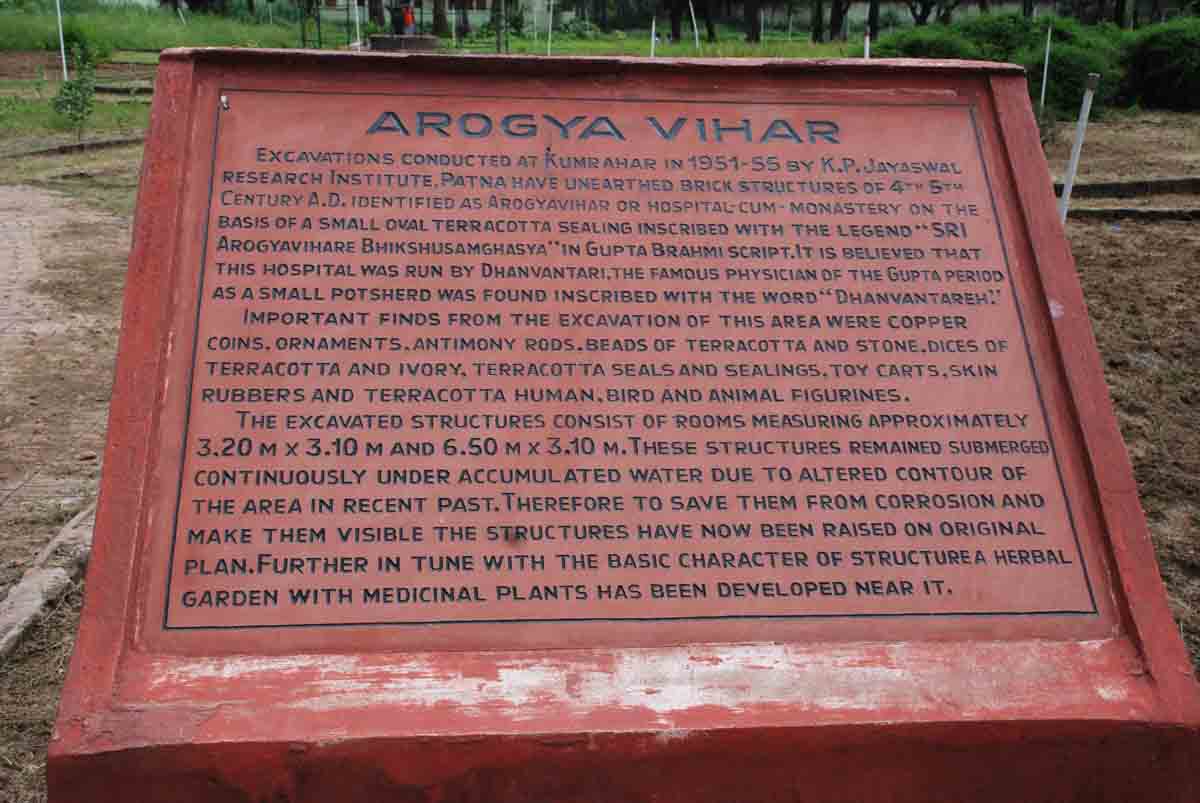 AROGYA VIHAR
EXCAVATIONS CONDUCTED AT KUMRAHAR IN 1951-55 BY K.P. JAYASWAL
RESEARCH INSTITUTE, PATNA HAVE UNEARTHED BRICK STRUCTURES OF 4TH 5TH
CENTURY A.D. IDENTIFIED AS AROGYAVIHAR OR HOSPITAL-CUM-MONASTERY ON THE
BASIS OF A SMALL OVAL TERRACOTTA SEALING INSCRIBED WITH THE LEGEND "SRI
AROGYAVIHARE BHIKSHUSAMGHASYA" IN GUPTA BRAHMI SCRIPT. IT IS BELIEVED THAT
THIS HOSPITAL WAS RUN BY DHANVANTARI, THE FAMOUS PHYSICIAN OF THE GUPTA PERIOD
AS A SMALL POTSHERD WAS FOUND INSCRIBED WITH THE WORD "DHANVANTAREH."
IMPORTANT FINDS FROM THE EXCAVATION OF THIS AREA WERE COPPER
COINS, ORNAMENTS, ANTIMONY RODS, BEADS OF TERRACOTTA AND STONE, DICES OF
TERRACOTTA AND IVORY, TERRACOTTA SEALS AND SEALINGS, TOY CARTS, SKIN
RUBBERS AND TERRACOTTA HUMAN, BIRD AND ANIMAL FIGURINES.
THE EXCAVATED STRUCTURES CONSIST OF ROOMS MEASURING APPROXIMATELY
3.20 M X 3.10 M AND 6.50 M X 3.10 M. THESE STRUCTURES REMAINED SUBMERGED
CONTINUOUSLY UNDER ACCUMULATED WATER DUE TO ALTERED CONTOUR OF
THE AREA IN RECENT PAST. THEREFORE TO SAVE THEM FROM CORROSION AND
MAKE THEM VISIBLE THE STRUCTURES HAVE NOW BEEN RAISED ON ORIGINAL
PLAN. FURTHER IN TUNE WITH THE BASIC CHARACTER OF STRUCTURE A HERBAL
GARDEN WITH MEDICINAL PLANTS HAS BEEN DEVELOPED NEAR IT.